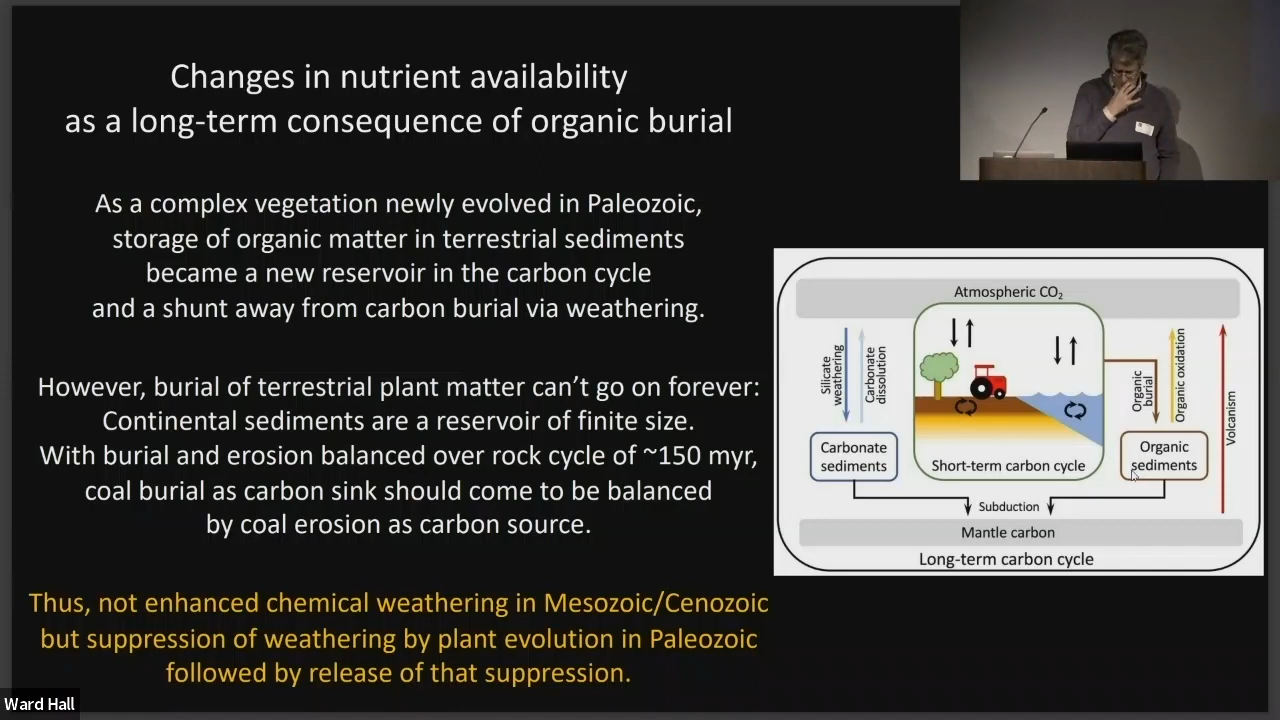 Changes in nutrient availability
as a long-term consequence of organic burial
As a complex vegetation newly evolved in Paleozoic,
storage of organic matter in terrestrial sediments
became a new reservoir in the carbon cycle
and a shunt away from carbon burial via weathering.
However, burial of terrestrial plant matter can’t go on forever:
Continental sediments are a reservoir of finite size.
With burial and erosion balanced over rock cycle of ~150 myr,
coal burial as carbon sink should come to be balanced
by coal erosion as carbon source.
Thus, not enhanced chemical weathering in Mesozoic/Cenozoic
but suppression of weathering by plant evolution in Paleozoic
followed by release of that suppression.
Atmospheric CO₂
Silicate
weathering
Carbonate
dissolution
Organic
burial
Organic oxidation
Volcanism
Carbonate
sediments
Short-term carbon cycle
Organic
sediments
Subduction
Mantle carbon
Long-term carbon cycle
Ward Hall